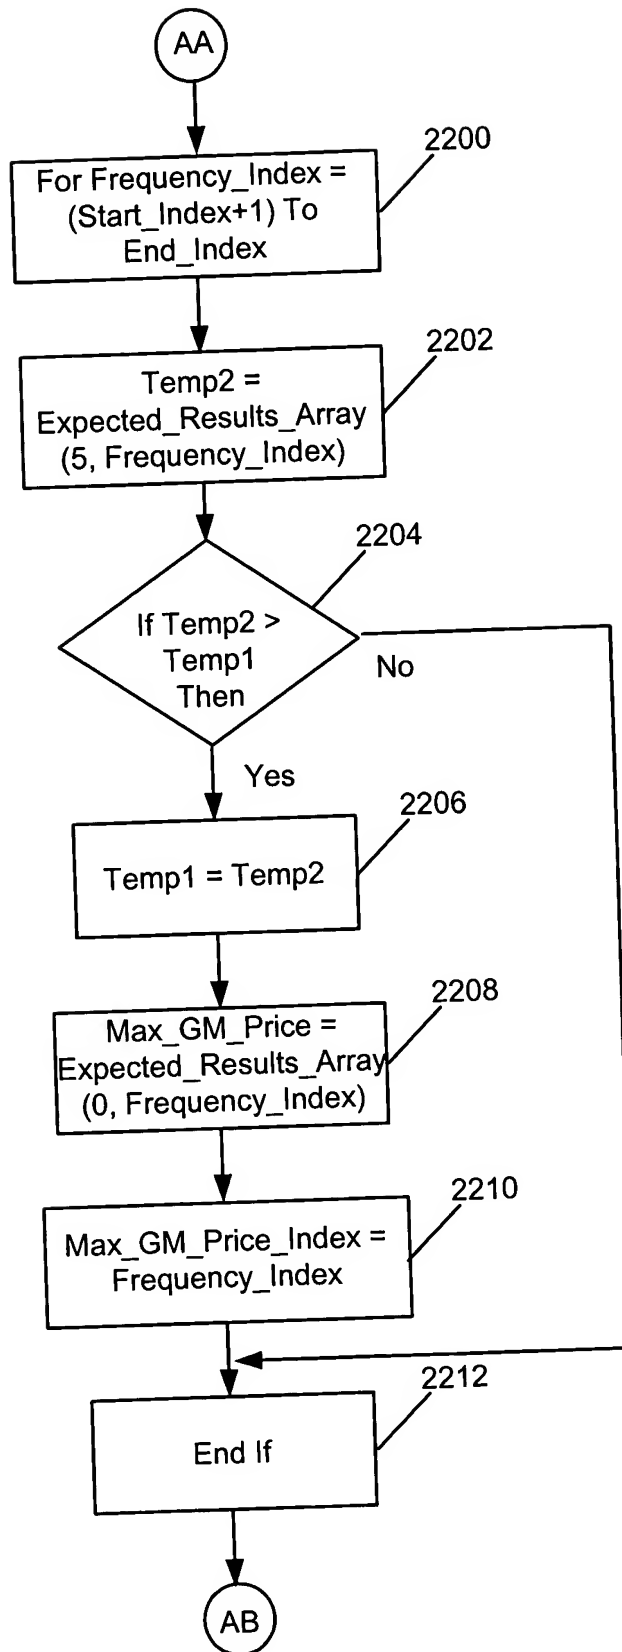 AA
2200
For Frequency_Index =
(Start_Index+1) To
End_Index
2202
Temp2 =
Expected_Results_Array
(5, Frequency_Index)
2204
If Temp2 >
Temp1
Then
No
Yes
2206
Temp1 = Temp2
2208
Max_GM_Price =
Expected_Results_Array
(0, Frequency_Index)
2210
Max_GM_Price_Index =
Frequency_Index
2212
End If
AB